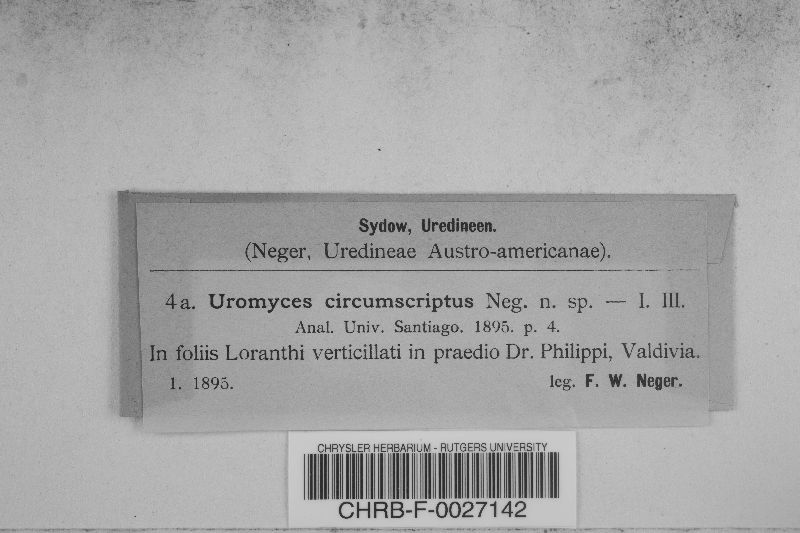 Sydow, Uredineen.
(Neger, Uredineae Austro-americanae).
4a. Uromyces circumscriptus Neg. n. sp. — I. III.
Anal. Univ. Santiago. 1895. p. 4.
In foliis Loranthi verticillati in praedio Dr. Philippi, Valdivia.
1. 1895. leg. F. W. Neger.
CHRYSLER HERBARIUM - RUTGERS UNIVERSITY
CHRB-F-0027142